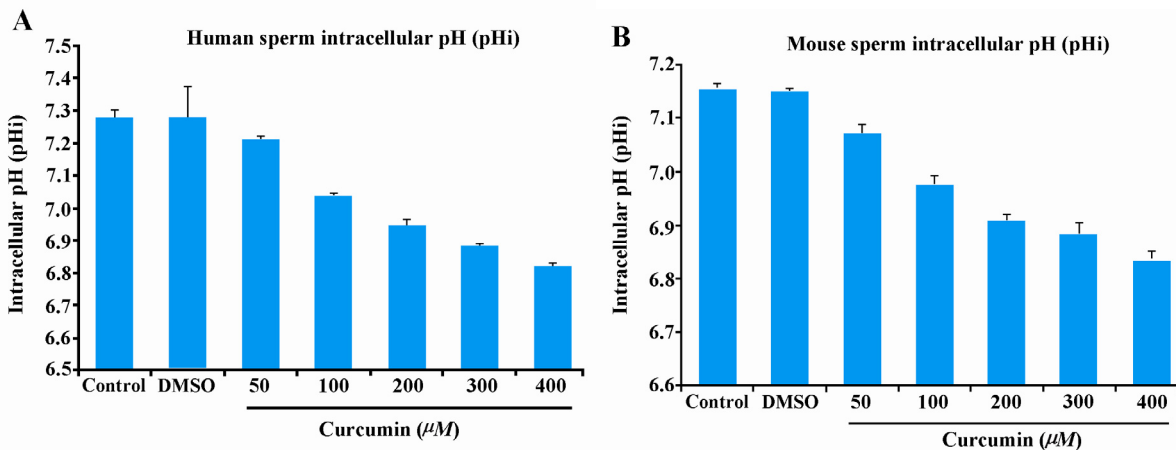 A
Human sperm intracellular pH (pHi)
Intracellular pH (pHi)
7.5
7.4
7.3
7.2
7.1
7.0
6.9
6.8
6.7
6.6
6.5
Control DMSO 50 100 200 300 400
Curcumin (μM)
B
Mouse sperm intracellular pH (pHi)
Intracellular pH (pHi)
7.2
7.1
7.0
6.9
6.8
6.7
6.6
Control DMSO 50 100 200 300 400
Curcumin (μM)